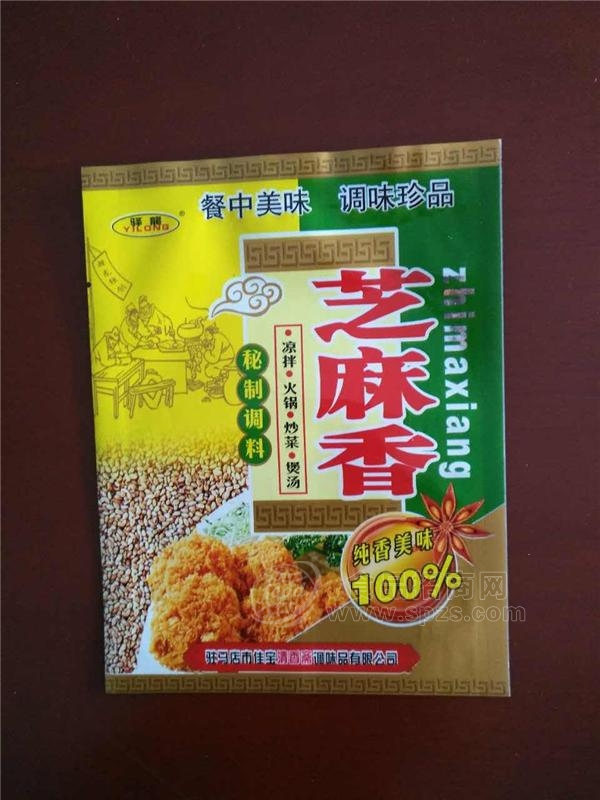 餐中美味 调味珍品
驿龍®
YILONG
芝麻香
zhimaxiang
秘制调料
·凉拌·火锅·炒菜·煲汤
纯香美味
100%
驻马店市佳宝清香斋调味品有限公司
www.spzs.com